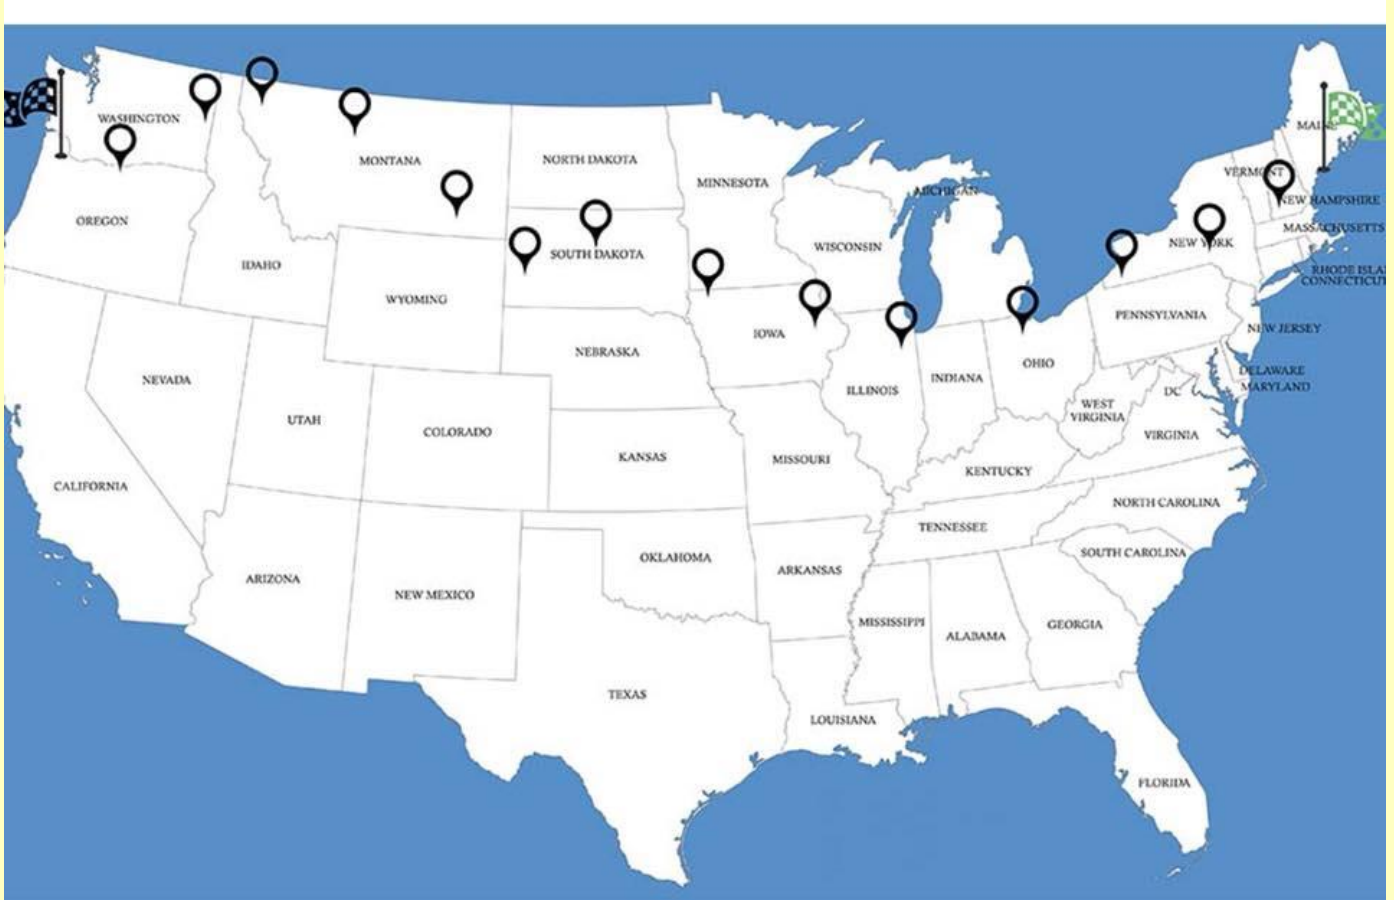 WASHINGTON
MAIN
MONTANA
NORTH DAKOTA
MINNESOTA
VERMONT
MICHIGAN
NEW HAMPSHIRE
OREGON
MASSACHUSETTS
WISCONSIN
NEW YORK
SOUTH DAKOTA
IDAHO
RHODE ISLA
CONNECTICUT
WYOMING
PENNSYLVANIA
IOWA
NEW JERSEY
NEBRASKA
OHIO
DELAWARE
NEVADA
INDIANA
MARYLAND
ILLINOIS
DC
WEST
VIRGINIA
UTAH
COLORADO
VIRGINIA
KANSAS
MISSOURI
KENTUCKY
CALIFORNIA
NORTH CAROLINA
TENNESSEE
SOUTH CAROLINA
OKLAHOMA
ARKANSAS
ARIZONA
NEW MEXICO
MISSISSIPPI
GEORGIA
ALABAMA
TEXAS
LOUISIANA
FLORIDA